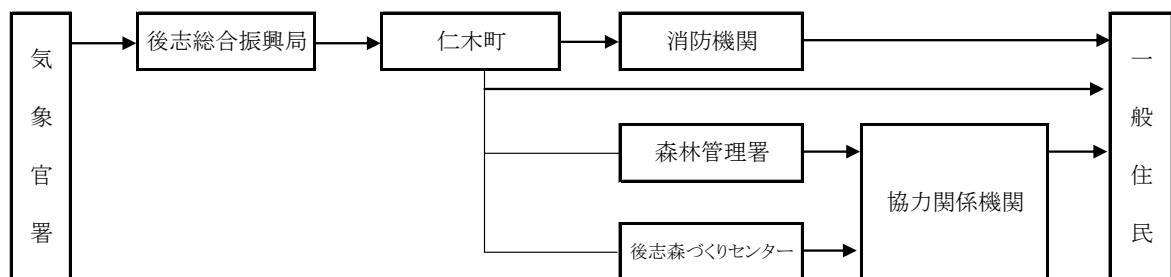 気象官署
後志総合振興局
仁木町
消防機関
一般住民
森林管理署
協力関係機関
後志森づくりセンター